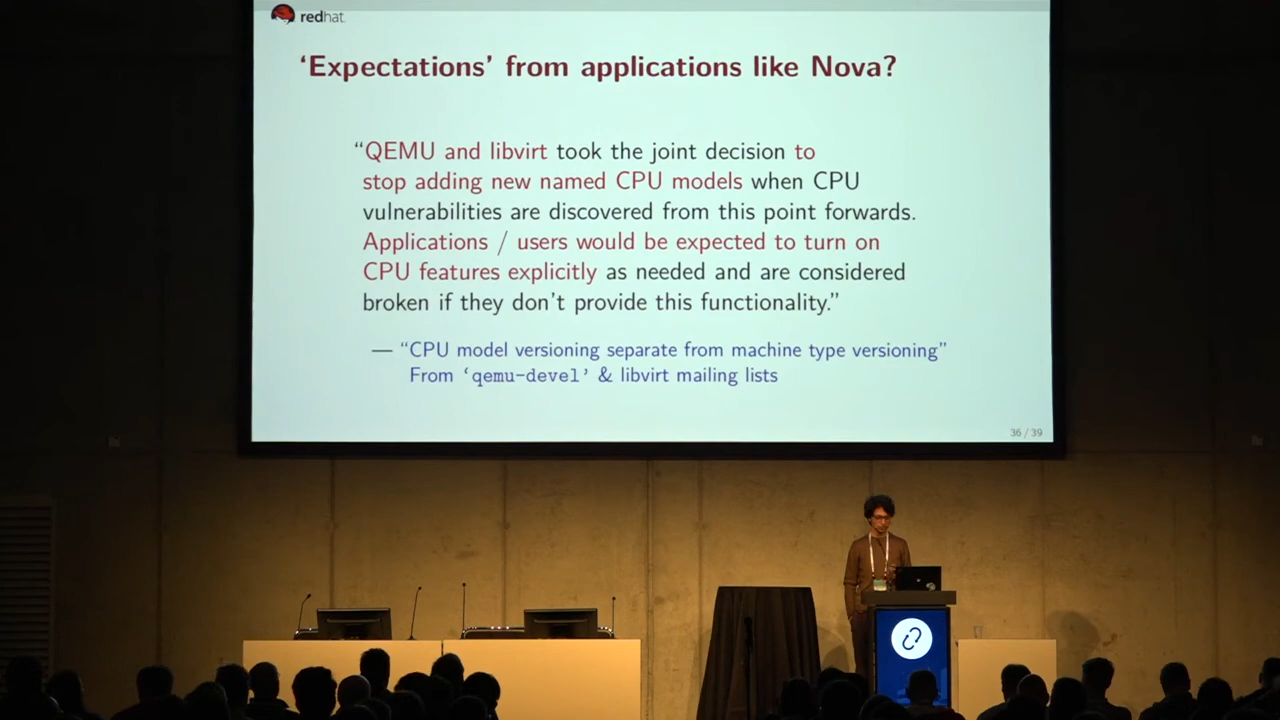 redhat.
‘Expectations’ from applications like Nova?
“QEMU and libvirt took the joint decision to
stop adding new named CPU models when CPU
vulnerabilities are discovered from this point forwards.
Applications / users would be expected to turn on
CPU features explicitly as needed and are considered
broken if they don’t provide this functionality.”
— “CPU model versioning separate from machine type versioning”
From ‘qemu-devel’ & libvirt mailing lists
36 / 39